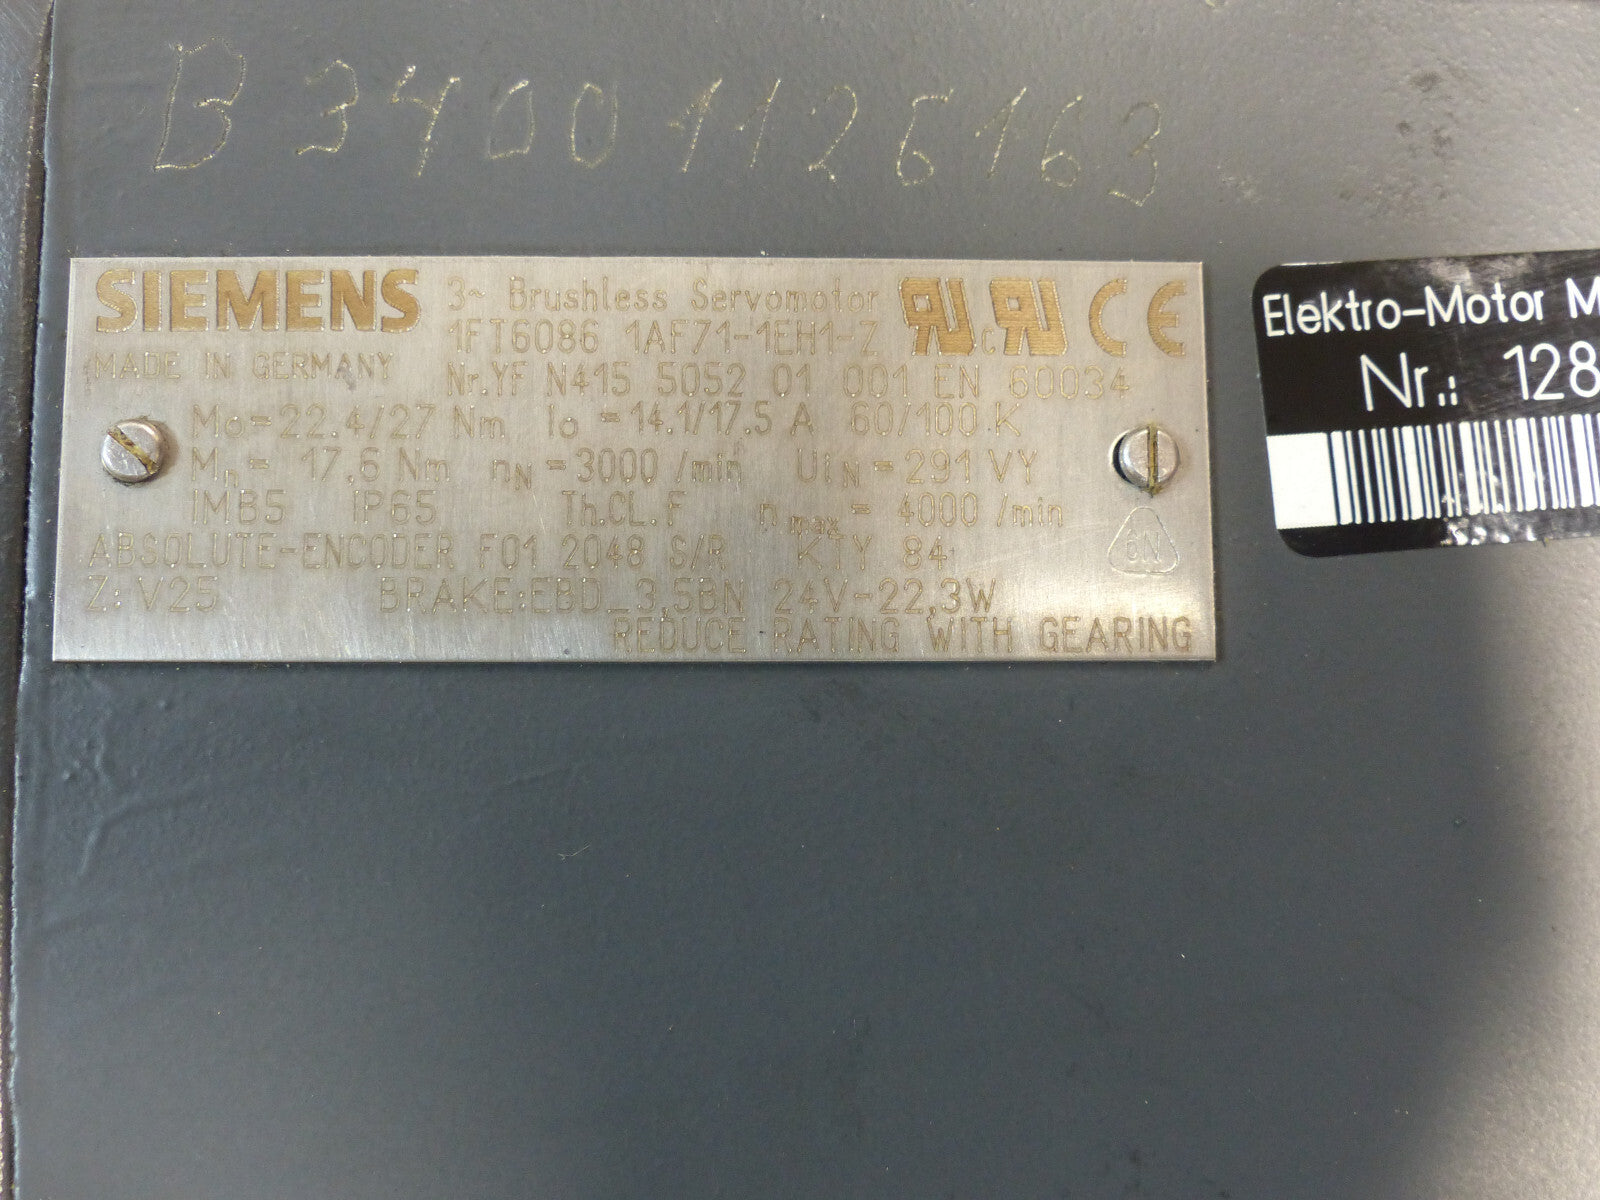 B 34001125163
SIEMENS 3~ Brushless Servomotor
1FT6086 1AF71-1EH1-Z
MADE IN GERMANY Nr.YF N415 5052 01 001 EN 60034
Mo=22.4/27 Nm Io =14.1/17.5 A 60/100 K
Mn= 17,6 Nm nN =3000 /min UiN =291 VY
IMB5 IP65 Th.CL.F nmax = 4000 /min
ABSOLUTE-ENCODER F01 2048 S/R KTY 84
6N
Z: V25 BRAKE:EBD_3,5BN 24V-22,3W
REDUCE RATING WITH GEARING
Elektro-Motor M
Nr.: 128